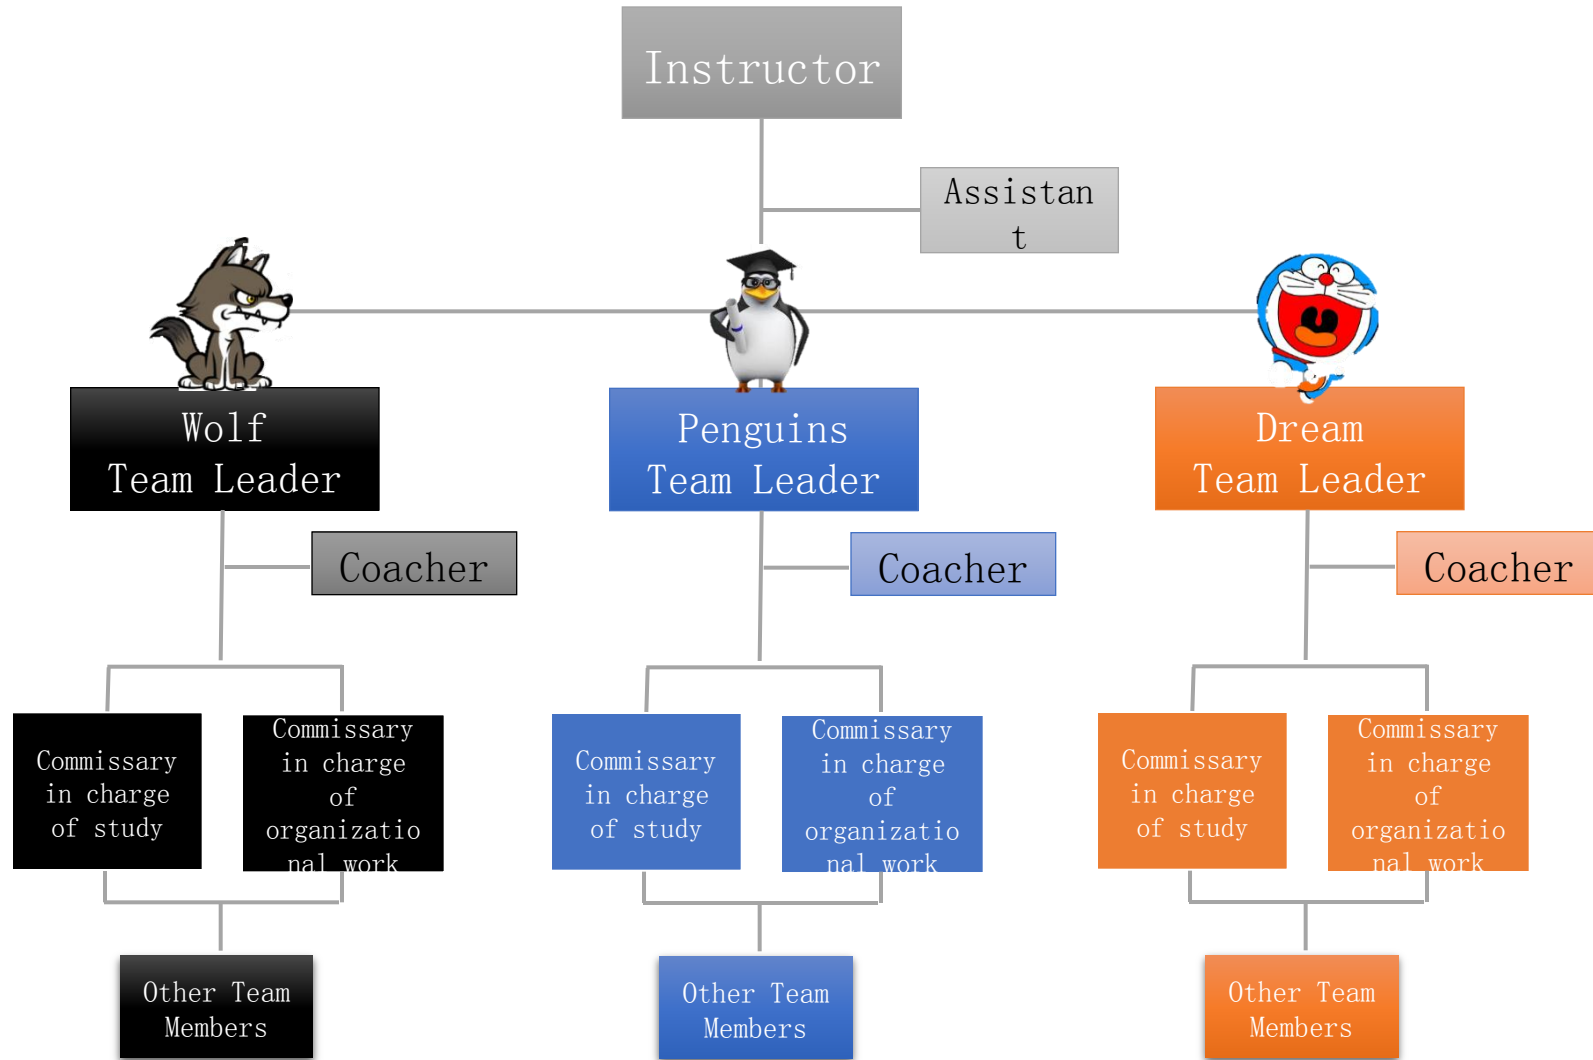 Instructor
Assistan
t
Wolf
Team Leader
Penguins
Team Leader
Dream
Team Leader
Coacher
Coacher
Coacher
Commissary
in charge
of study
Commissary
in charge
of
organizatio
nal work
Commissary
in charge
of study
Commissary
in charge
of
organizatio
nal work
Commissary
in charge
of study
Commissary
in charge
of
organizatio
nal work
Other Team
Members
Other Team
Members
Other Team
Members